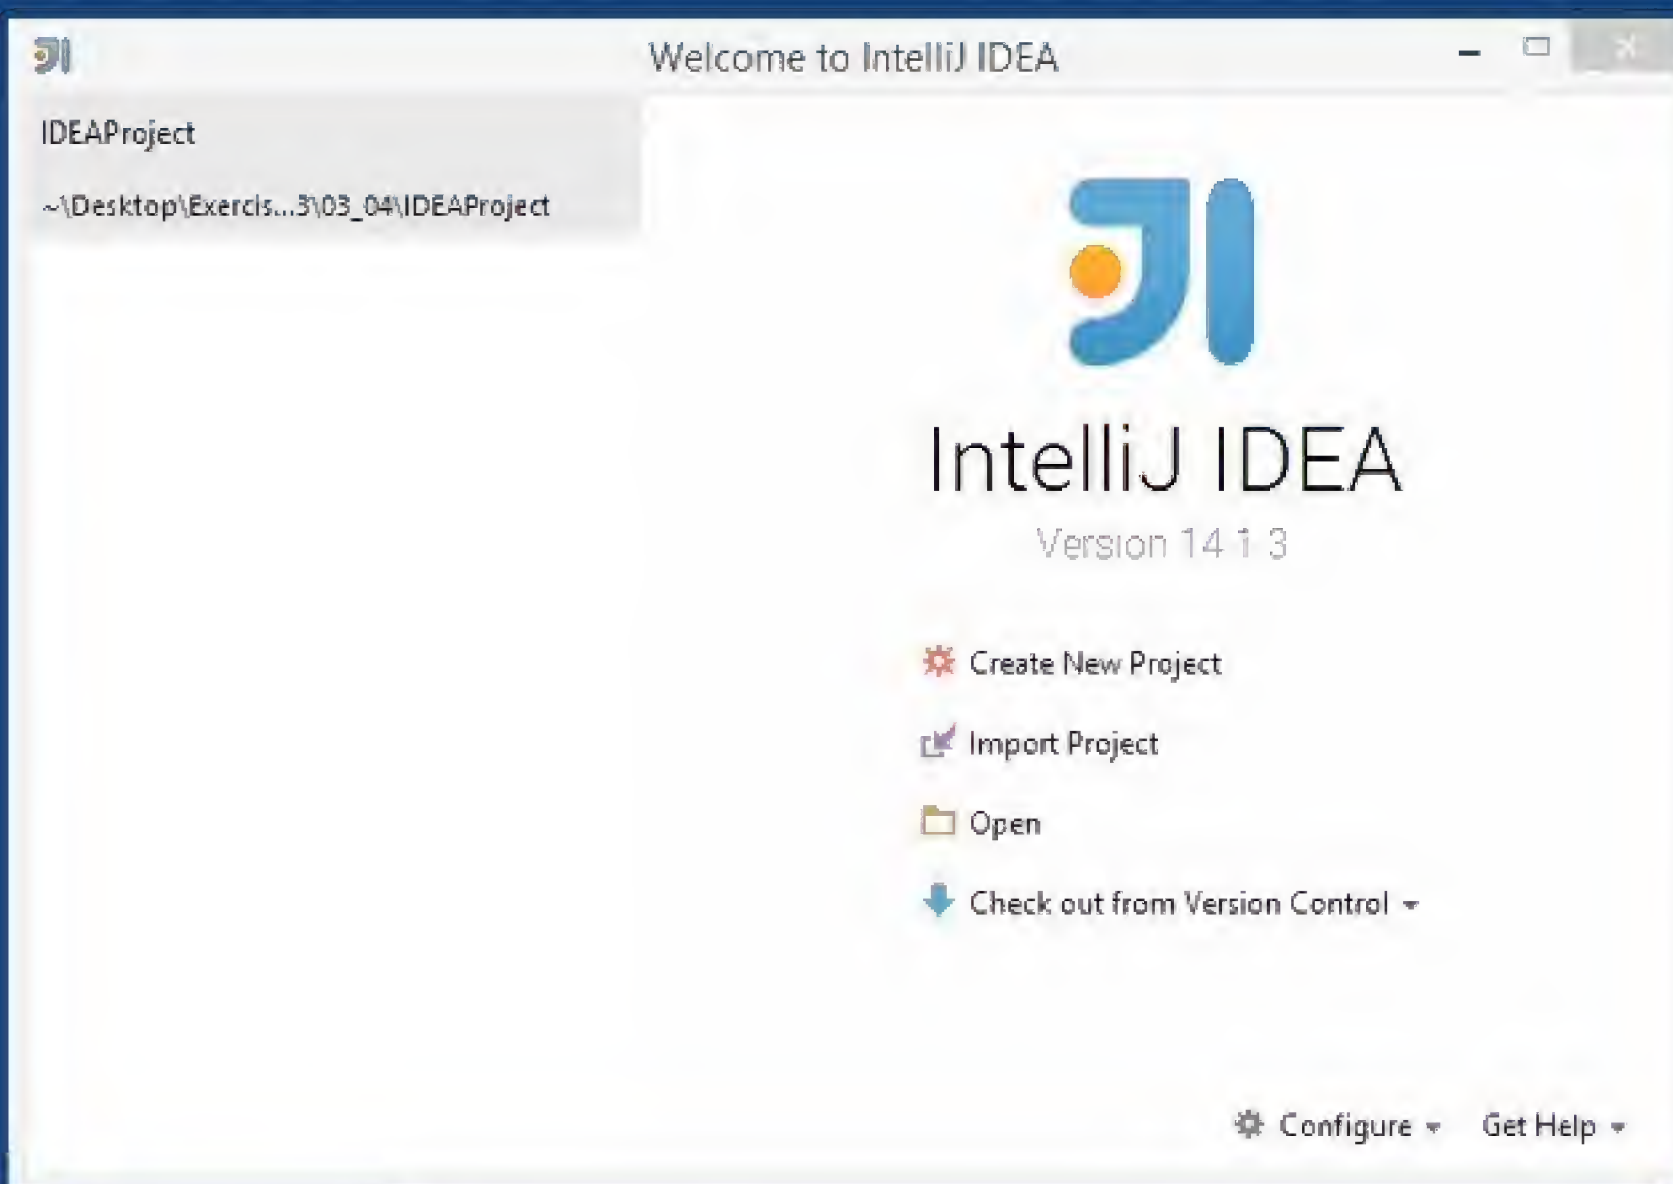 Welcome to IntelliJ IDEA
IDEAProject
~\Desktop\Exercis...3\03_04\IDEAProject
IntelliJ IDEA
Version 14.1.3
Create New Project
Import Project
Open
Check out from Version Control
Configure
Get Help